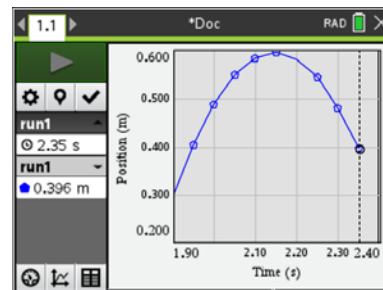 1.1
*Doc
RAD
run1
2.35 s
run1
0.396 m
Position (m)
0.600
0.500
0.400
0.300
0.200
1.90
2.10
2.20
2.30
2.40
Time (s)